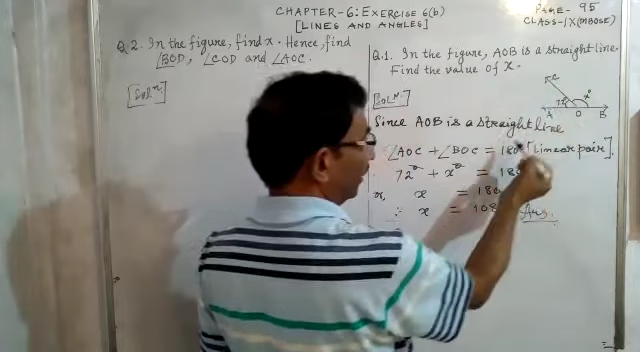 CHAPTER-6: EXERCISE 6(b)
[LINES AND ANGLES]
PAGE- 95
CLASS-IX(MBOSE)
Q.2. In the figure, find x. Hence, find
∠BOD, ∠COD and ∠AOC.
[Solⁿ.]
Q.1. In the figure, AOB is a straight line.
Find the value of x.
[Solⁿ.]
C
72° x°
A O B
Since AOB is a straight line
∠AOC + ∠BOC = 180° [Linear pair].
72° + x° = 180
or, x = 180
∴ x = 108 Ans.